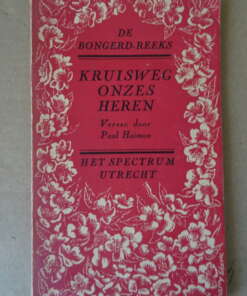 DE
BONGERD-REEKS
KRUISWEG
ONZES
HEREN
Verzen door
Paul Haimon
HET SPECTRUM
UTRECHT